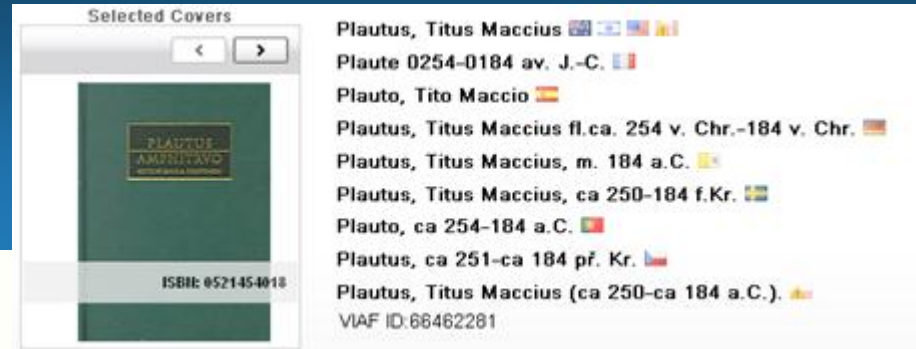 Selected Covers
< >
PLAUTUS
AMPHITRVO
ISBN: 0521454018
Plautus, Titus Maccius
Plaute 0254-0184 av. J.-C.
Plauto, Tito Maccio
Plautus, Titus Maccius fl.ca. 254 v. Chr.-184 v. Chr.
Plautus, Titus Maccius, m. 184 a.C.
Plautus, Titus Maccius, ca 250-184 f.Kr.
Plauto, ca 254-184 a.C.
Plautus, ca 251-ca 184 př. Kr.
Plautus, Titus Maccius (ca 250-ca 184 a.C.).
VIAF ID:66462281